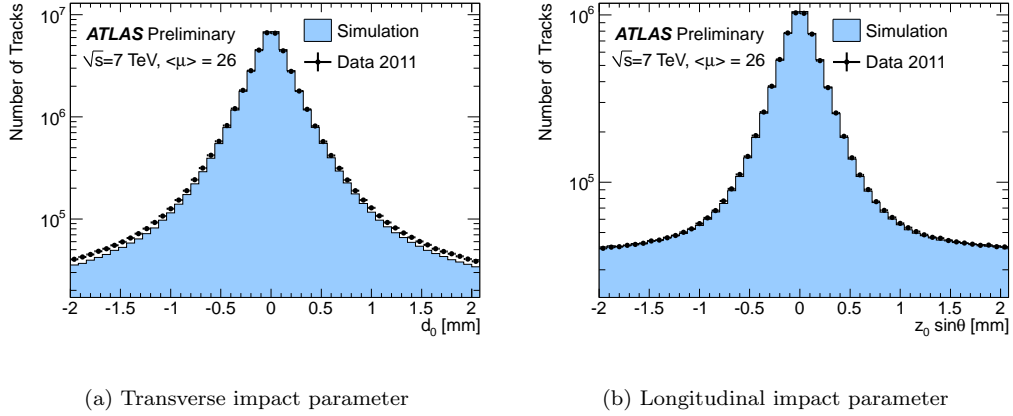 Number of Tracks
10^7
10^6
10^5
ATLAS Preliminary
√s=7 TeV, <μ> = 26
Simulation
Data 2011
-2 -1.5 -1 -0.5 0 0.5 1 1.5 2
d_0 [mm]
(a) Transverse impact parameter
Number of Tracks
10^6
10^5
ATLAS Preliminary
√s=7 TeV, <μ> = 26
Simulation
Data 2011
-2 -1.5 -1 -0.5 0 0.5 1 1.5 2
z_0 sinθ [mm]
(b) Longitudinal impact parameter